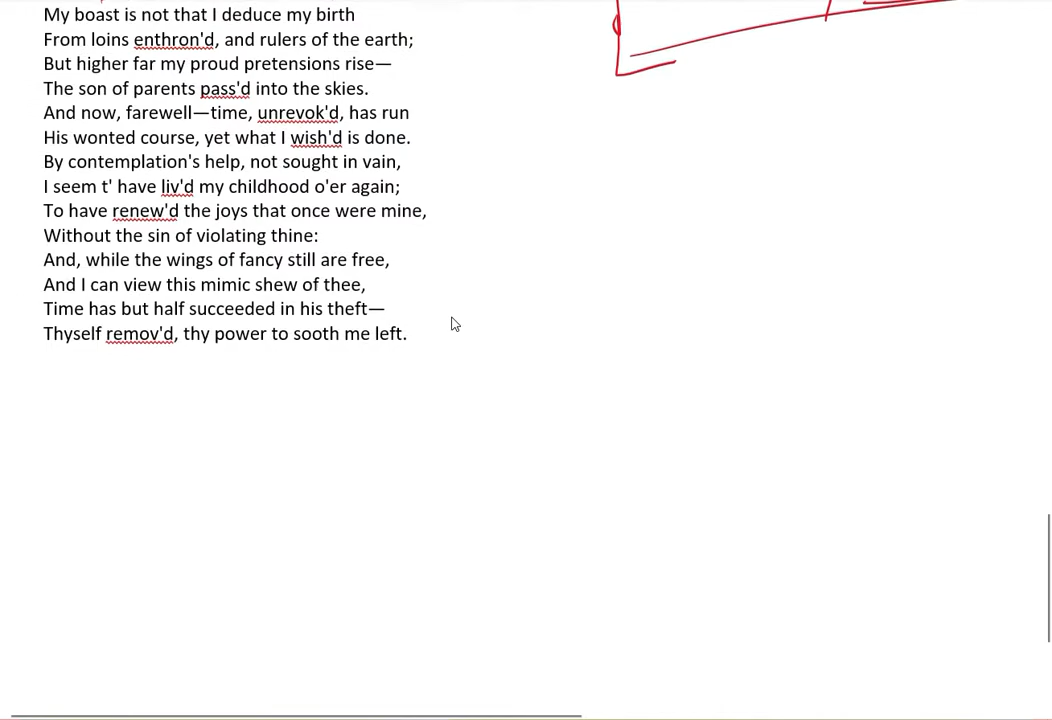 My boast is not that I deduce my birth
From loins enthron'd, and rulers of the earth;
But higher far my proud pretensions rise—
The son of parents pass'd into the skies.
And now, farewell—time, unrevok'd, has run
His wonted course, yet what I wish'd is done.
By contemplation's help, not sought in vain,
I seem t' have liv'd my childhood o'er again;
To have renew'd the joys that once were mine,
Without the sin of violating thine:
And, while the wings of fancy still are free,
And I can view this mimic shew of thee,
Time has but half succeeded in his theft—
Thyself remov'd, thy power to sooth me left.